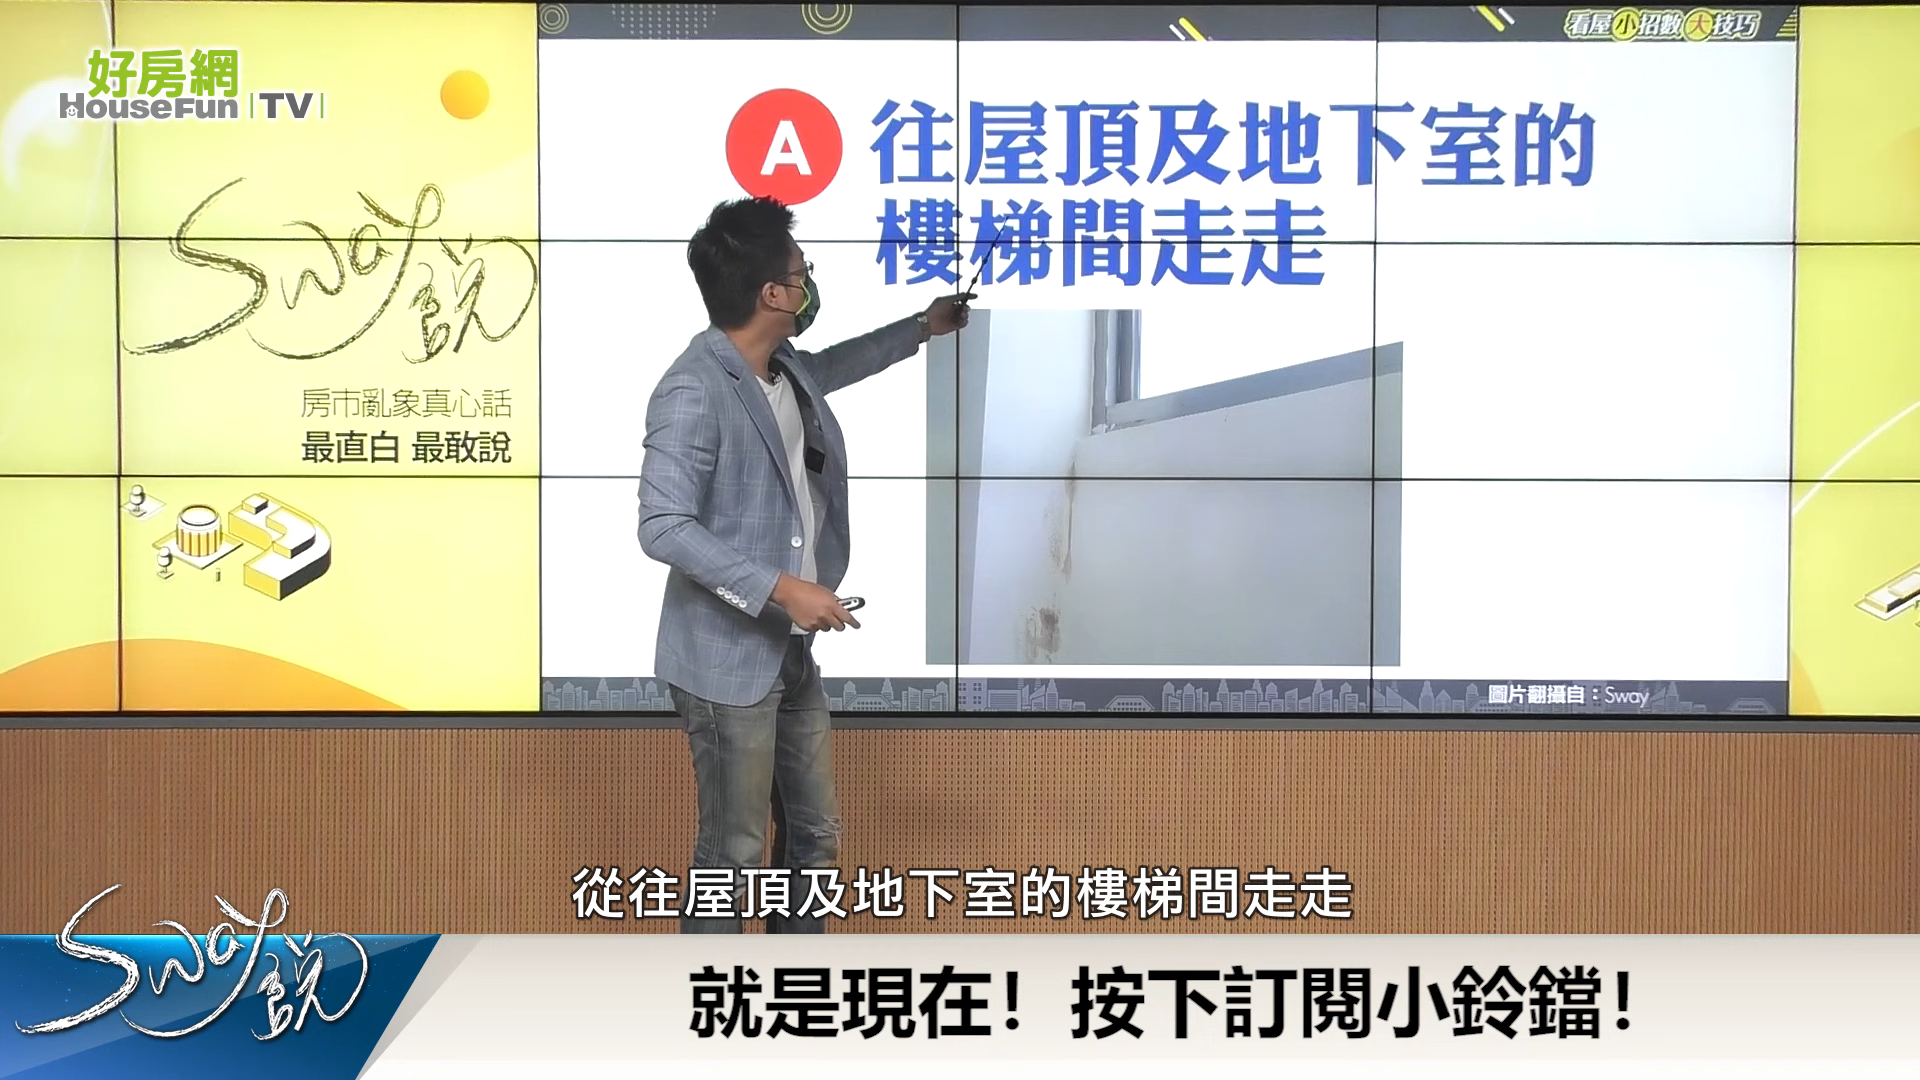 好房網
HouseFun TV
看屋小招數大技巧
A 往屋頂及地下室的
樓梯間走走
Sway說
房市亂象真心話
最直白 最敢說
圖片翻攝自：Sway
從往屋頂及地下室的樓梯間走走
Sway說
就是現在！按下訂閱小鈴鐺！